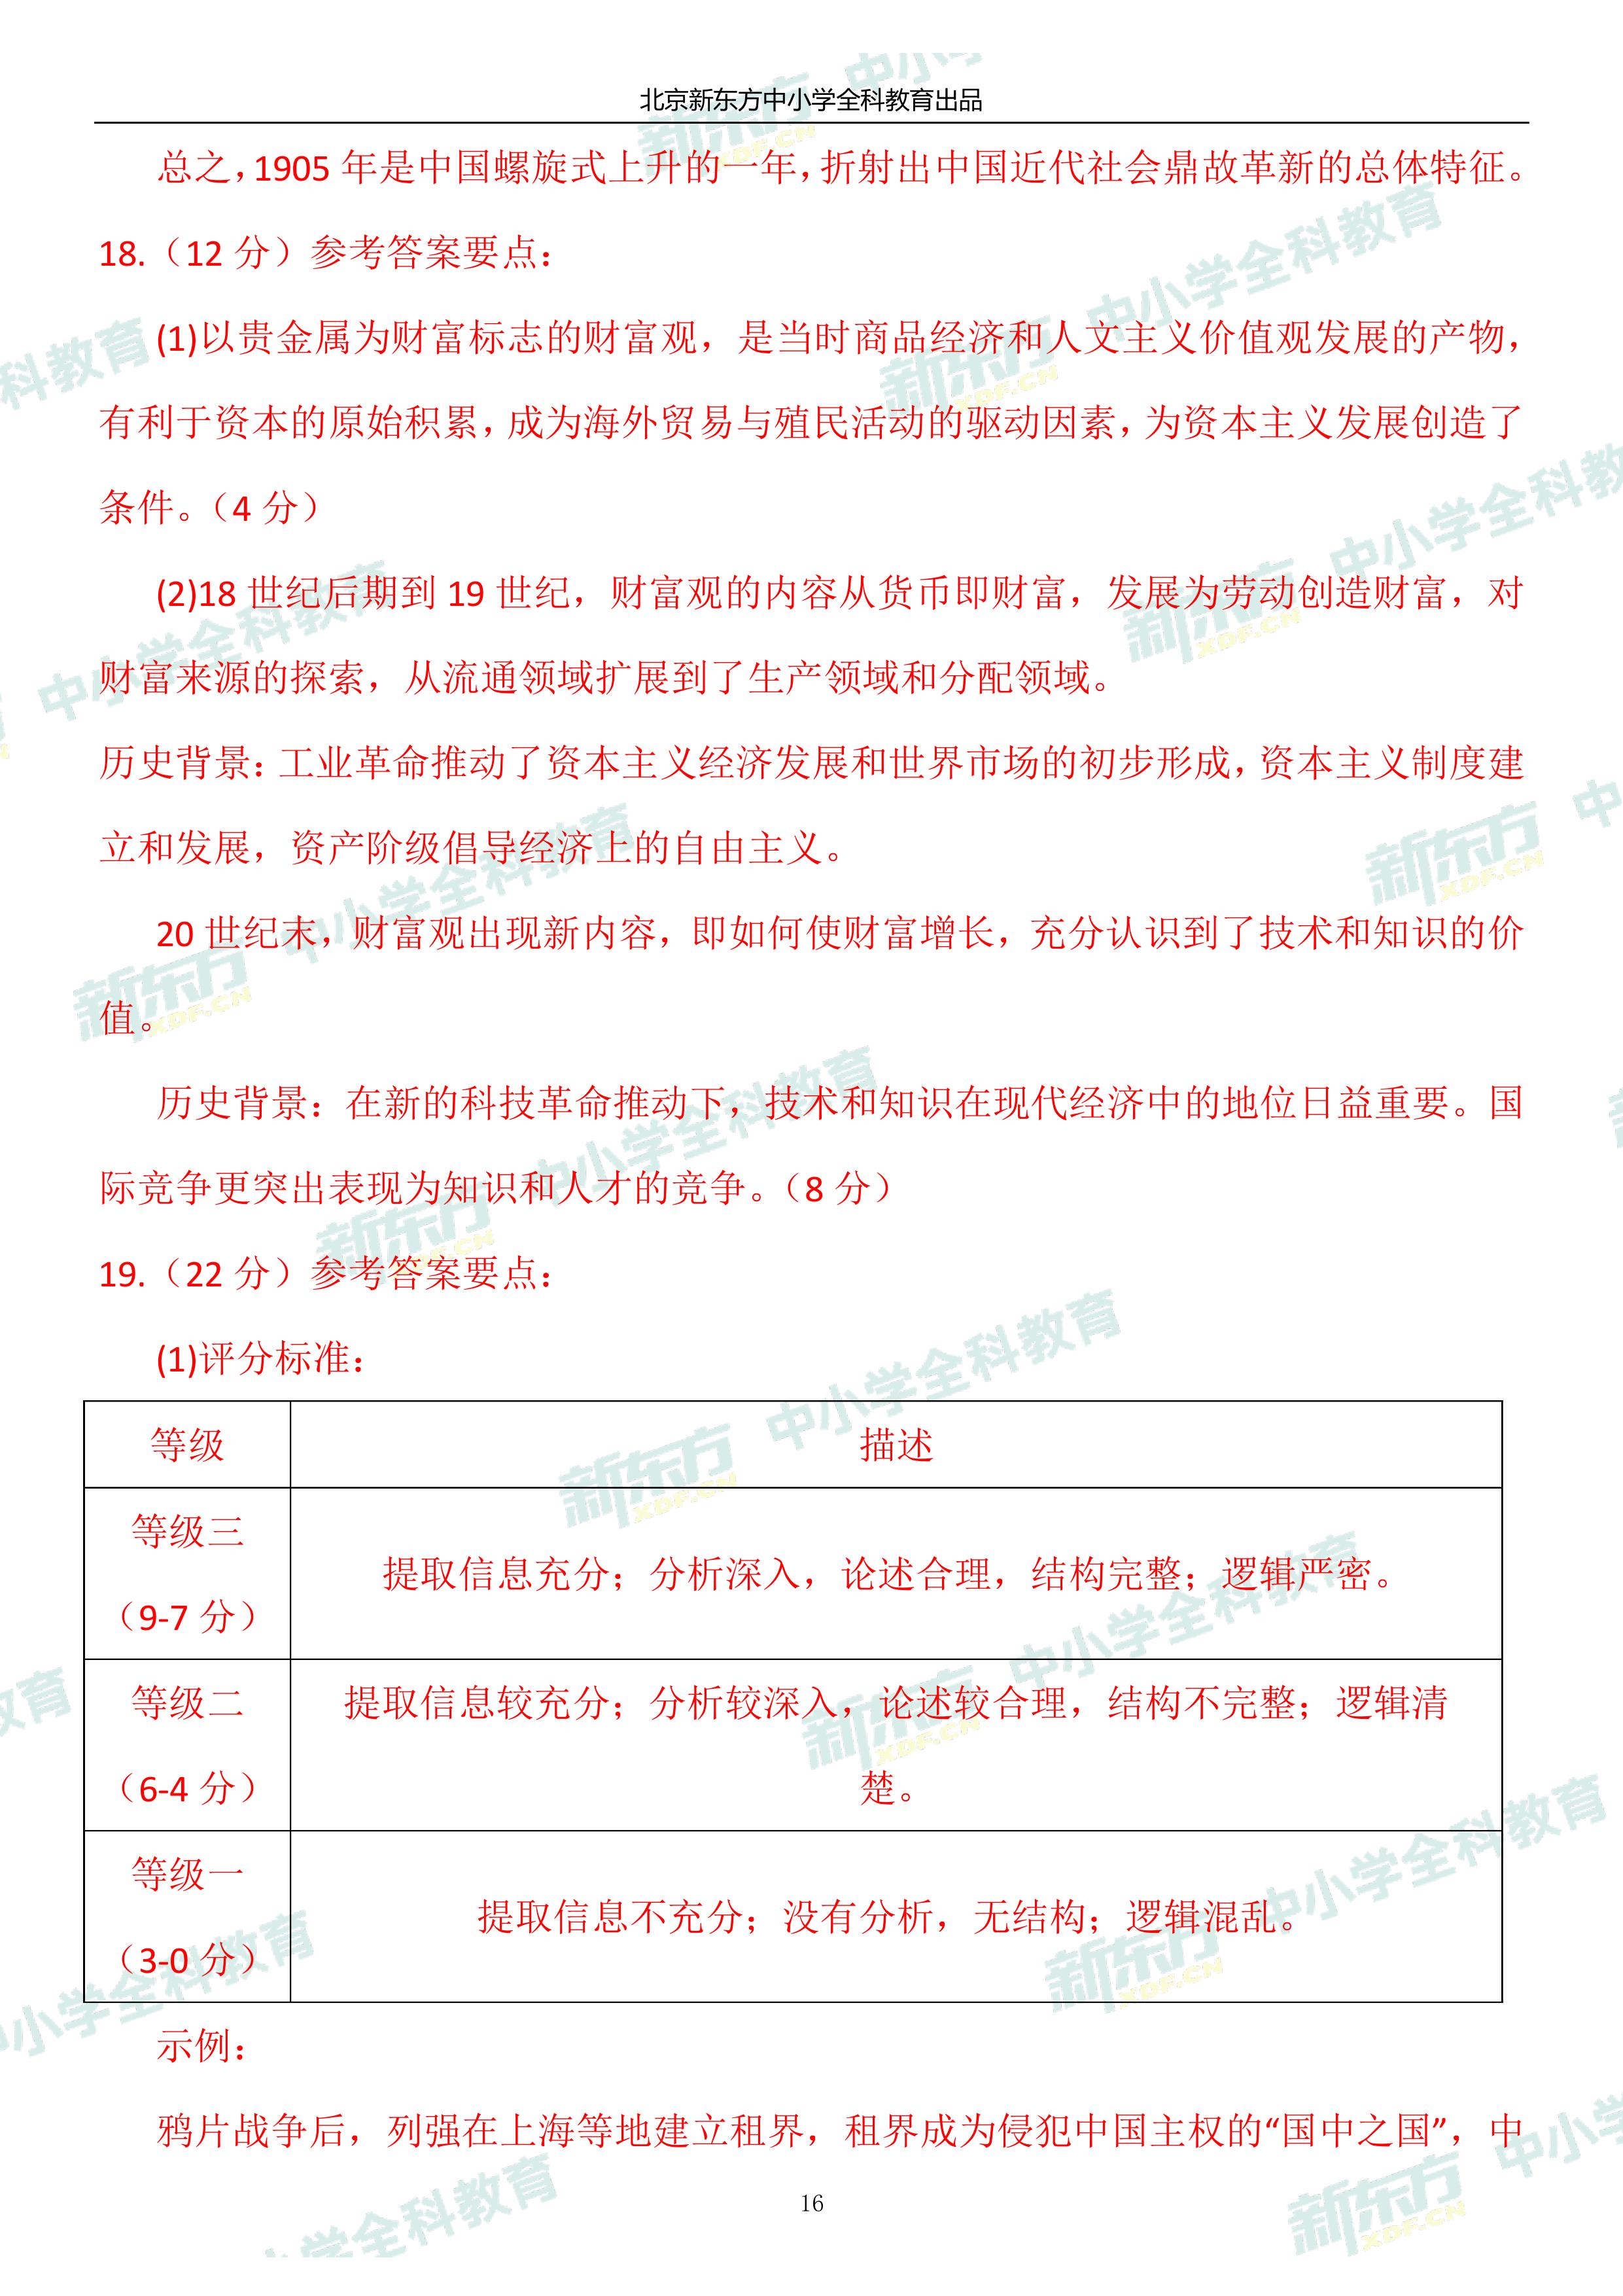 北京新东方中小学全科教育出品
总之，1905 年是中国螺旋式上升的一年，折射出中国近代社会鼎故革新的总体特征。
18.（12 分）参考答案要点：
(1)以贵金属为财富标志的财富观，是当时商品经济和人文主义价值观发展的产物，
有利于资本的原始积累，成为海外贸易与殖民活动的驱动因素，为资本主义发展创造了
条件。（4 分）
(2)18 世纪后期到 19 世纪，财富观的内容从货币即财富，发展为劳动创造财富，对
财富来源的探索，从流通领域扩展到了生产领域和分配领域。
历史背景：工业革命推动了资本主义经济发展和世界市场的初步形成，资本主义制度建
立和发展，资产阶级倡导经济上的自由主义。
20 世纪末，财富观出现新内容，即如何使财富增长，充分认识到了技术和知识的价
值。
历史背景：在新的科技革命推动下，技术和知识在现代经济中的地位日益重要。国
际竞争更突出表现为知识和人才的竞争。（8 分）
19.（22 分）参考答案要点：
(1)评分标准：
等级 描述
等级三
（9-7 分）
提取信息充分；分析深入，论述合理，结构完整；逻辑严密。
等级二
（6-4 分）
提取信息较充分；分析较深入，论述较合理，结构不完整；逻辑清
楚。
等级一
（3-0 分）
提取信息不充分；没有分析，无结构；逻辑混乱。
示例：
鸦片战争后，列强在上海等地建立租界，租界成为侵犯中国主权的“国中之国”，中
16
新东方 XDF.CN 中小学全科教育